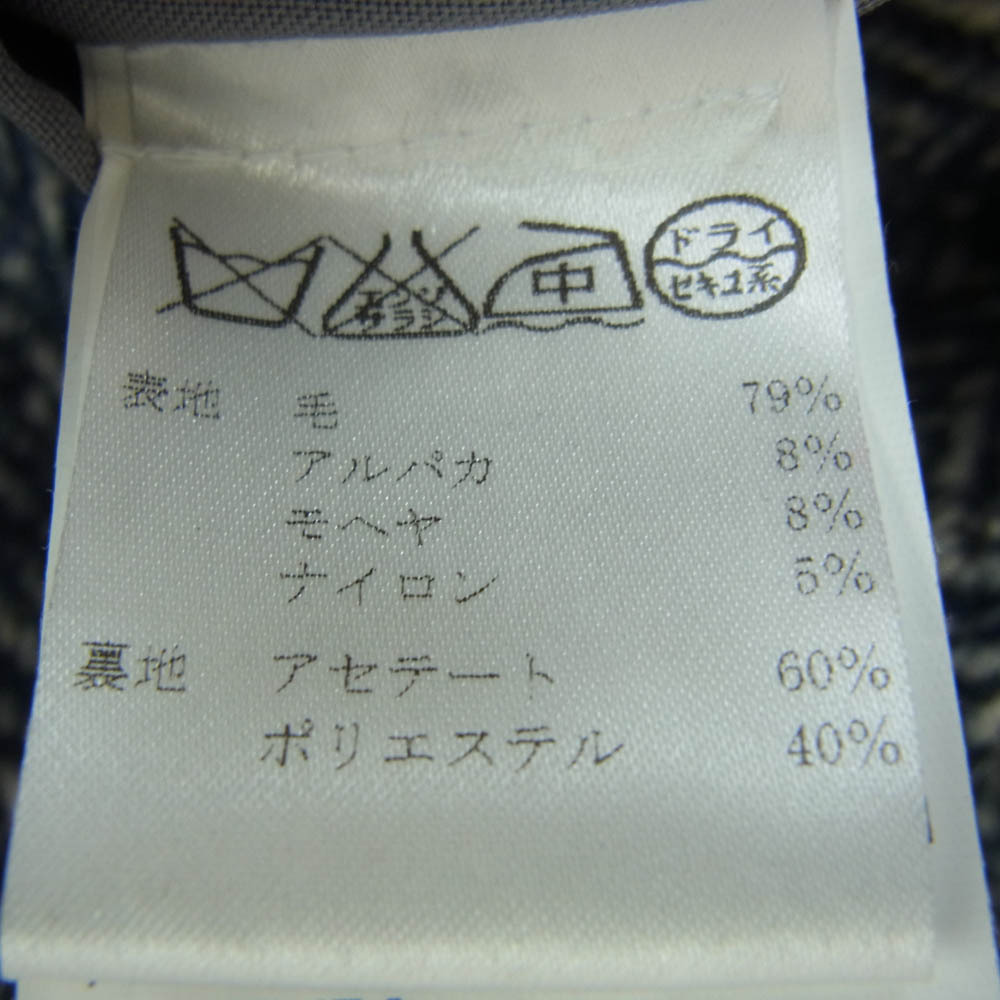 エンソ
サラシ
中
ドライ
セキユ系
表地 毛 79%
アルパカ 8%
モヘヤ 8%
ナイロン 5%
裏地 アセテート 60%
ポリエステル 40%